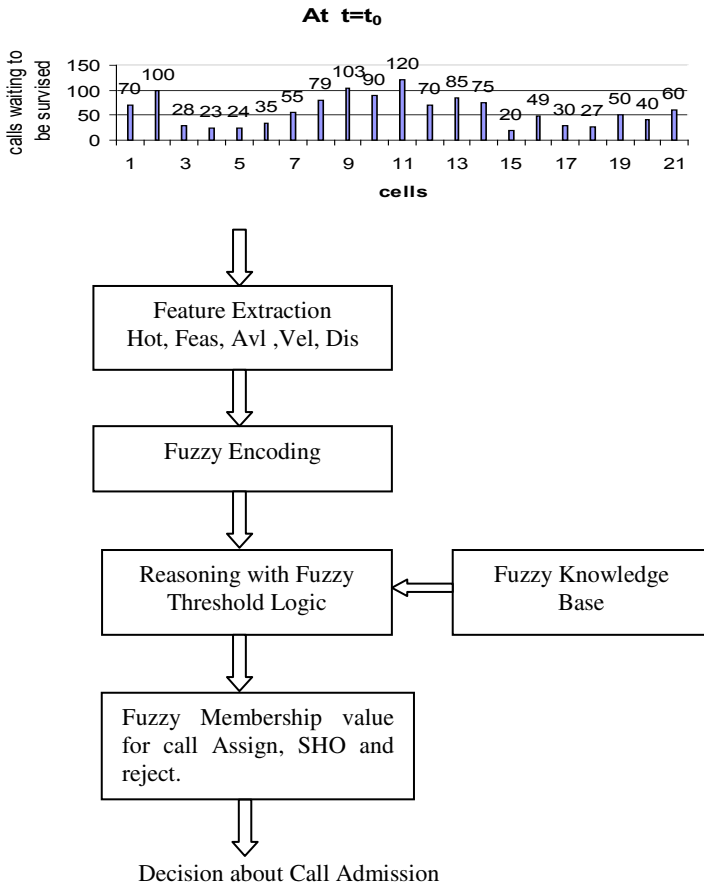 At t=t₀
calls waiting to
be survised
150
100
50
0
70 100 28 23 24 35 55 79 103 90 120 70 85 75 20 49 30 27 50 40 60
1 3 5 7 9 11 13 15 17 19 21
cells
Feature Extraction
Hot, Feas, Avl ,Vel, Dis
Fuzzy Encoding
Reasoning with Fuzzy
Threshold Logic
Fuzzy Knowledge
Base
Fuzzy Membership value
for call Assign, SHO and
reject.
Decision about Call Admission